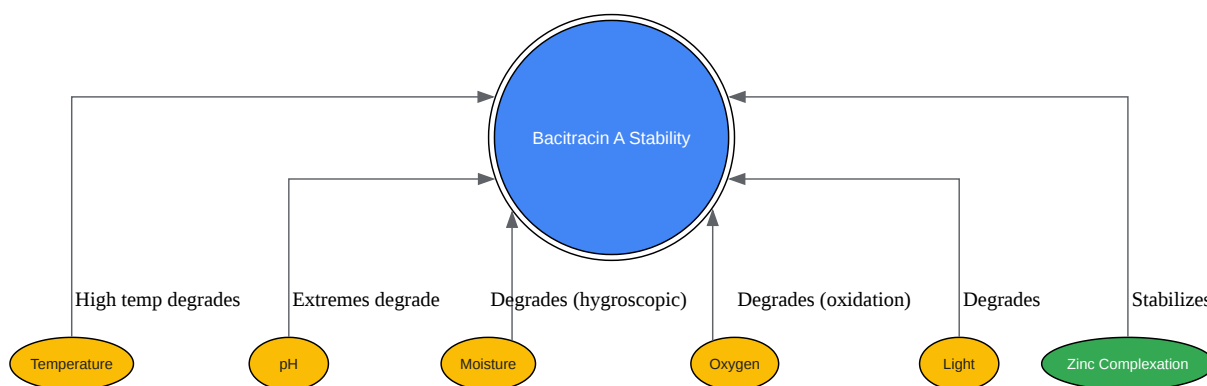 Bacitracin A Stability
High temp degrades
Extremes degrade
Degrades (hygroscopic)
Degrades (oxidation)
Degrades
Stabilizes
Temperature
pH
Moisture
Oxygen
Light
Zinc Complexation